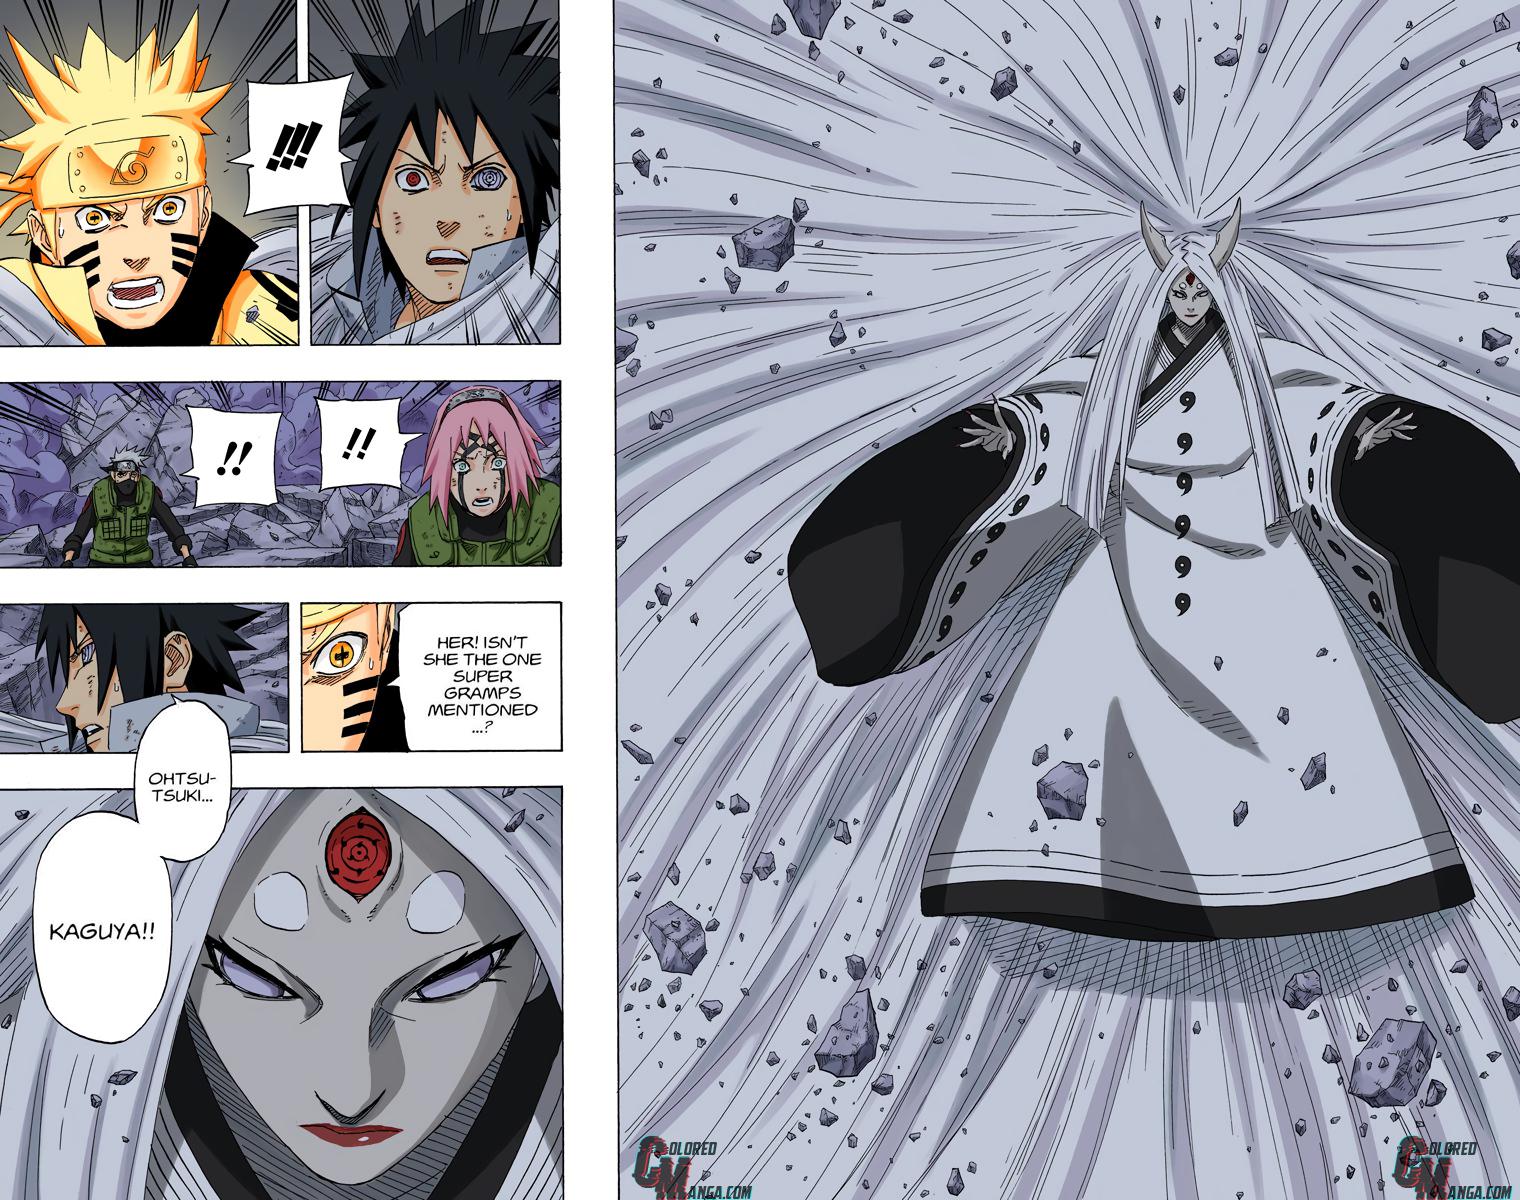 !!!
!!
!!
HER! ISN'T
SHE THE ONE
SUPER
GRAMPS
MENTIONED
...?
OHTSU-
TSUKI...
KAGUYA!!
COLORED
MANGA.COM
COLORED
MANGA.COM